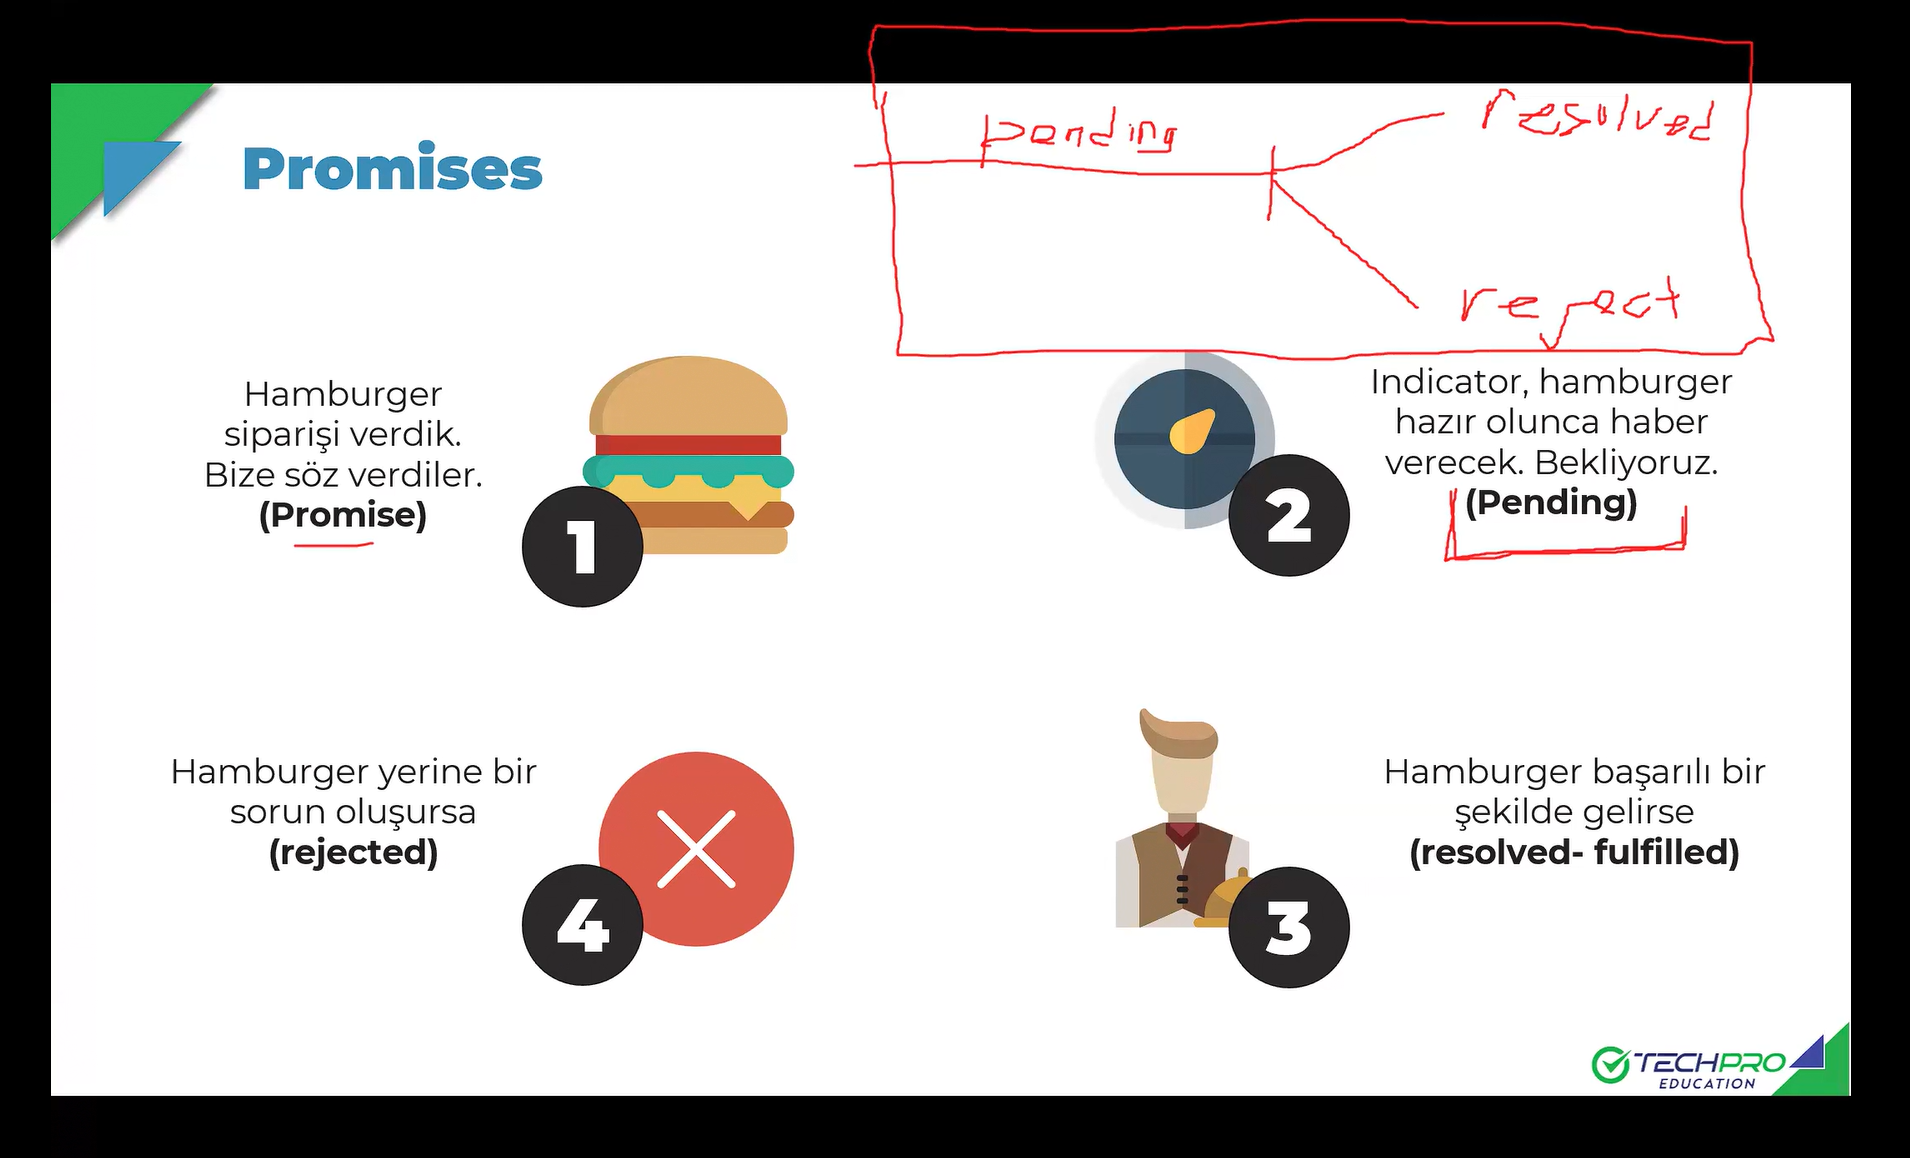 Promises
pending
resolved
reject
Hamburger
siparişi verdik.
Bize söz verdiler.
(Promise)
1
Indicator, hamburger
hazır olunca haber
verecek. Bekliyoruz.
(Pending)
2
Hamburger yerine bir
sorun oluşursa
(rejected)
4
Hamburger başarılı bir
şekilde gelirse
(resolved- fulfilled)
3
TECHPRO
EDUCATION